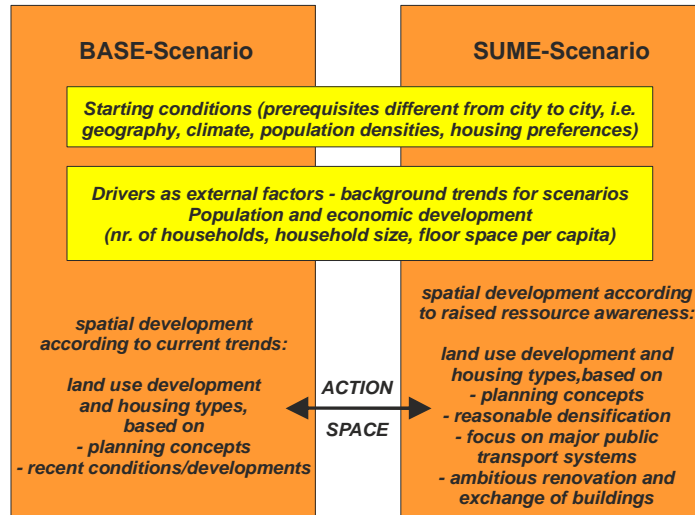 BASE-Scenario
SUME-Scenario
Starting conditions (prerequisites different from city to city, i.e.
geography, climate, population densities, housing preferences)
Drivers as external factors - background trends for scenarios
Population and economic development
(nr. of households, household size, floor space per capita)
spatial development
according to current trends:
land use development
and housing types,
based on
- planning concepts
- recent conditions/developments
ACTION
SPACE
spatial development according
to raised ressource awareness:
land use development and
housing types,based on
- planning concepts
- reasonable densification
- focus on major public
transport systems
- ambitious renovation and
exchange of buildings